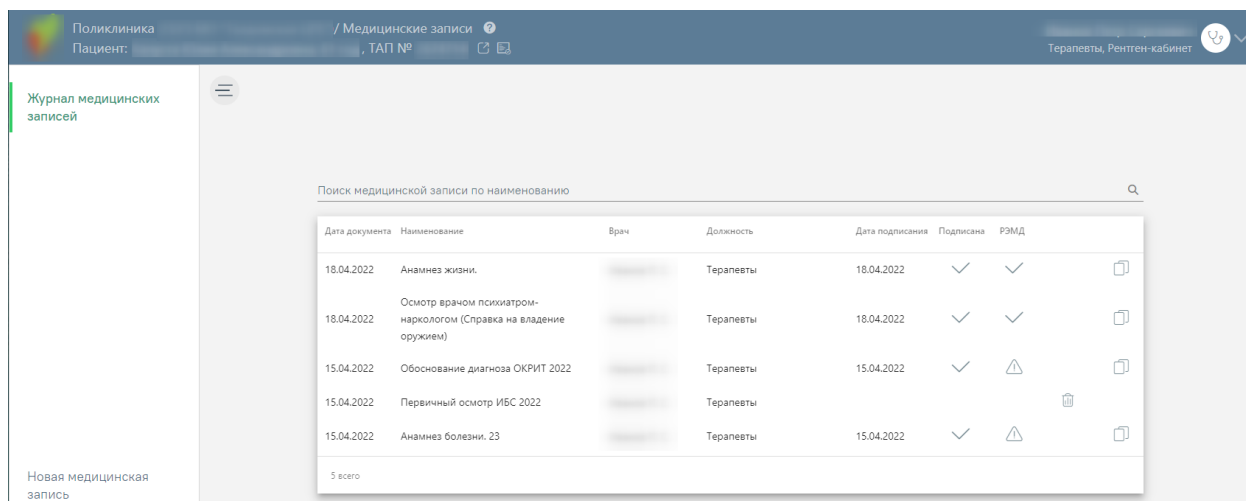 Поликлиника / Медицинские записи
Пациент: , ТАП №
Терапевты, Рентген-кабинет
Журнал медицинских
записей
Поиск медицинской записи по наименованию
Дата документа Наименование Врач Должность Дата подписания Подписана РЭМД
18.04.2022 Анамнез жизни. Терапевты 18.04.2022
Осмотр врачом психиатром-
18.04.2022 наркологом (Справка на владение Терапевты 18.04.2022
оружием)
15.04.2022 Обоснование диагноза ОКРИТ 2022 Терапевты 15.04.2022
15.04.2022 Первичный осмотр ИБС 2022 Терапевты
15.04.2022 Анамнез болезни. 23 Терапевты 15.04.2022
5 всего
Новая медицинская
запись